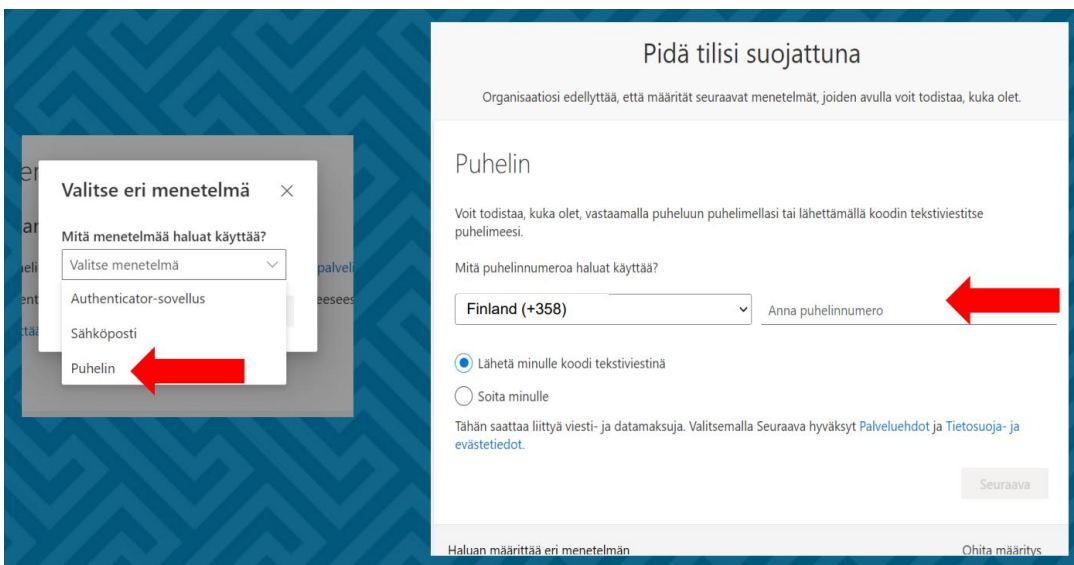 Valitse eri menetelmä
Mitä menetelmää haluat käyttää?
Valitse menetelmä
Authenticator-sovellus
Sähköposti
Puhelin
Pidä tilisi suojattuna
Organisaatiosi edellyttää, että määrität seuraavat menetelmät, joiden avulla voit todistaa, kuka olet.
Puhelin
Voit todistaa, kuka olet, vastaamalla puheluun puhelimellasi tai lähettämällä koodin tekstiviestitse
puhelimeesi.
Mitä puhelinnumeroa haluat käyttää?
Finland (+358) Anna puhelinnumero
Lähetä minulle koodi tekstiviestinä
Soita minulle
Tähän saattaa liittyä viesti- ja datamaksuja. Valitsemalla Seuraava hyväksyt Palveluehdot ja Tietosuoja- ja
evästetiedot.
Seuraava
Haluan määrittää eri menetelmän Ohita määritys